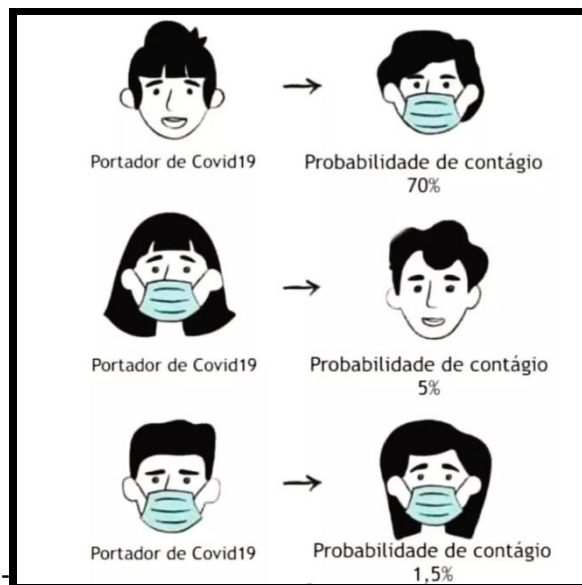 Portador de Covid19
Probabilidade de contágio
70%
Portador de Covid19
Probabilidade de contágio
5%
Portador de Covid19
Probabilidade de contágio
1,5%